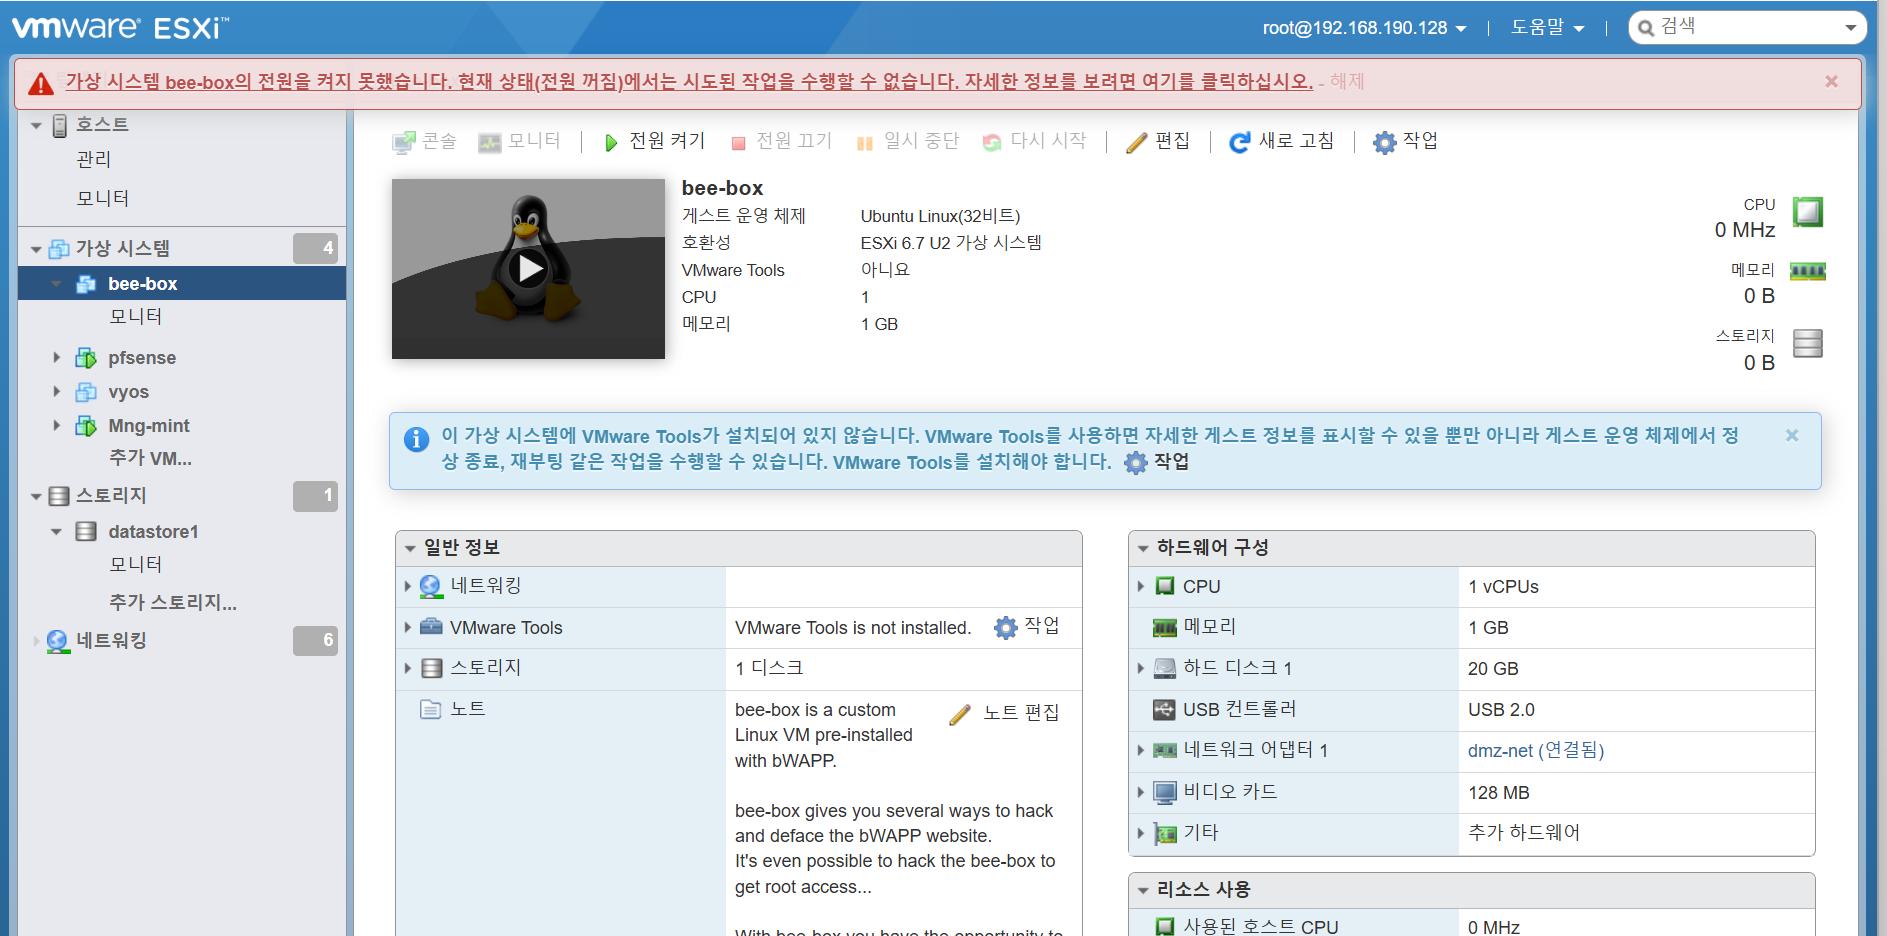 vmware ESXi™
root@192.168.190.128
도움말
검색
가상 시스템 bee-box의 전원을 켜지 못했습니다. 현재 상태(전원 꺼짐)에서는 시도된 작업을 수행할 수 없습니다. 자세한 정보를 보려면 여기를 클릭하십시오. - 해제
호스트
관리
모니터
가상 시스템 4
bee-box
모니터
pfsense
vyos
Mng-mint
추가 VM...
스토리지 1
datastore1
모니터
추가 스토리지...
네트워킹 6
콘솔 모니터 전원 켜기 전원 끄기 일시 중단 다시 시작 편집 새로 고침 작업
bee-box
게스트 운영 체제 Ubuntu Linux(32비트)
호환성 ESXi 6.7 U2 가상 시스템
VMware Tools 아니요
CPU 1
메모리 1 GB
CPU
0 MHz
메모리
0 B
스토리지
0 B
이 가상 시스템에 VMware Tools가 설치되어 있지 않습니다. VMware Tools를 사용하면 자세한 게스트 정보를 표시할 수 있을 뿐만 아니라 게스트 운영 체제에서 정
상 종료, 재부팅 같은 작업을 수행할 수 있습니다. VMware Tools를 설치해야 합니다. 작업
일반 정보
네트워킹
VMware Tools VMware Tools is not installed. 작업
스토리지 1 디스크
노트 노트 편집
bee-box is a custom
Linux VM pre-installed
with bWAPP.
bee-box gives you several ways to hack
and deface the bWAPP website.
It's even possible to hack the bee-box to
get root access...
With bee-box you have the opportunity to
하드웨어 구성
CPU 1 vCPUs
메모리 1 GB
하드 디스크 1 20 GB
USB 컨트롤러 USB 2.0
네트워크 어댑터 1 dmz-net (연결됨)
비디오 카드 128 MB
기타 추가 하드웨어
리소스 사용
사용된 호스트 CPU 0 MHz